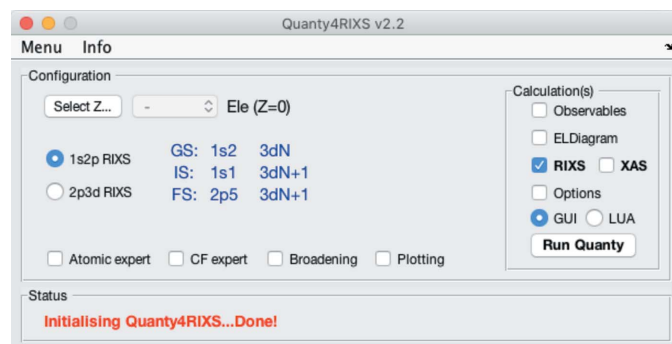 Quanty4RIXS v2.2
Menu Info
Configuration
Select Z... - Ele (Z=0)
1s2p RIXS
2p3d RIXS
GS: 1s2 3dN
IS: 1s1 3dN+1
FS: 2p5 3dN+1
Atomic expert CF expert Broadening Plotting
Calculation(s)
Observables
ELDiagram
RIXS XAS
Options
GUI LUA
Run Quanty
Status
Initialising Quanty4RIXS...Done!